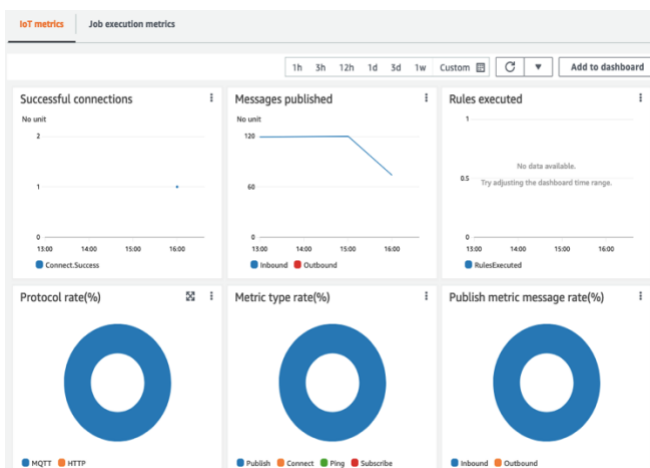 IoT metrics Job execution metrics
1h 3h 12h 1d 3d 1w Custom Add to dashboard
Successful connections
No unit
2
1
0
13:00 14:00 15:00 16:00
Connect.Success
Messages published
No unit
120
60
0
13:00 14:00 15:00 16:00
Inbound Outbound
Rules executed
1
0.5
0
No data available.
Try adjusting the dashboard time range.
13:00 14:00 15:00 16:00
RulesExecuted
Protocol rate(%)
MQTT HTTP
Metric type rate(%)
Publish Connect Ping Subscribe
Publish metric message rate(%)
Inbound Outbound